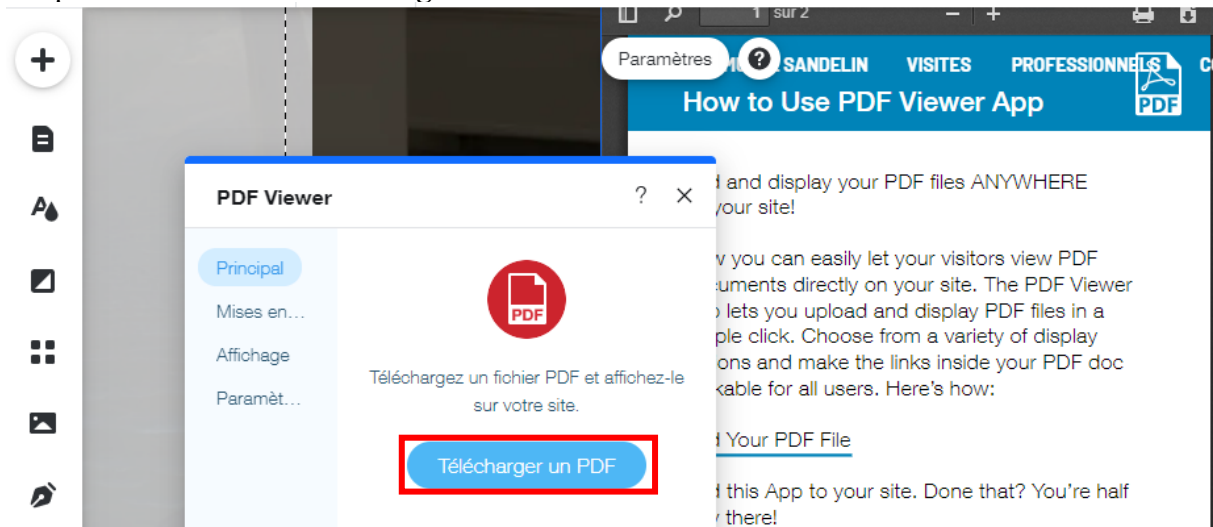 1 sur 2
Paramètres
?
SANDELIN VISITES PROFESSIONNELS
How to Use PDF Viewer App
PDF
PDF Viewer
?
Principal
Mises en...
Affichage
Paramèt...
PDF
Téléchargez un fichier PDF et affichez-le
sur votre site.
Télécharger un PDF
and display your PDF files ANYWHERE
your site!
you can easily let your visitors view PDF
directly on your site. The PDF Viewer
lets you upload and display PDF files in a
click. Choose from a variety of display
and make the links inside your PDF doc
for all users. Here's how:
Your PDF File
this App to your site. Done that? You're half
there!